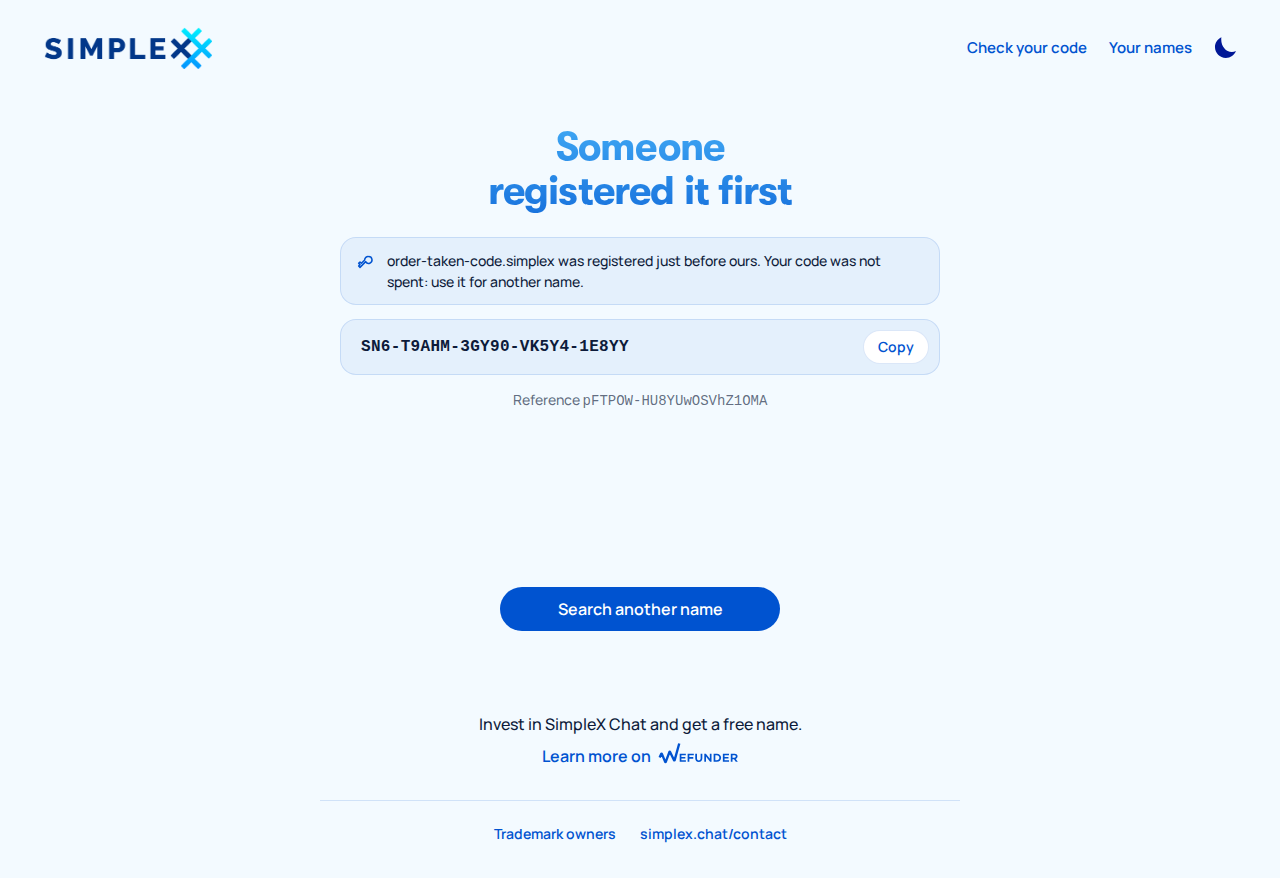 SIMPLEX
Check your code
Your names
Someone
registered it first
order-taken-code.simplex was registered just before ours. Your code was not
spent: use it for another name.
SN6-T9AHM-3GY90-VK5Y4-1E8YY
Copy
Reference pFTPOW-HU8YUwOSVhZ1OMA
Search another name
Invest in SimpleX Chat and get a free name.
Learn more on WEFUNDER
Trademark owners
simplex.chat/contact